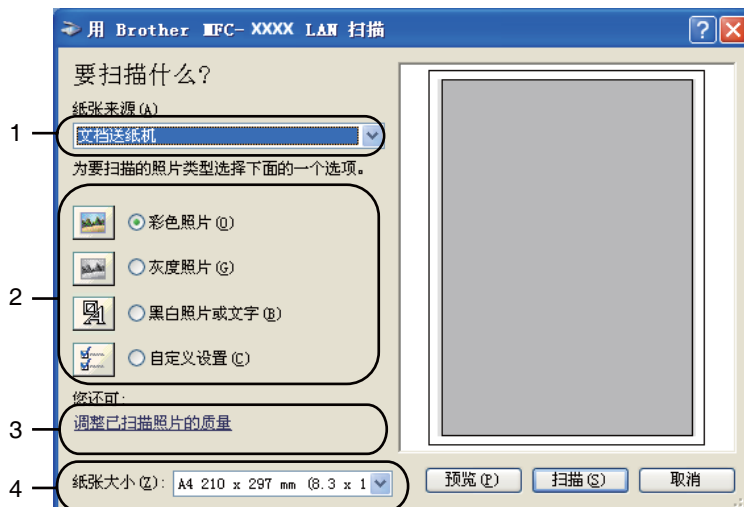 用 Brother MFC-XXXX LAN 扫描
要扫描什么?
纸张来源(A)
1
文档送纸机
为要扫描的照片类型选择下面的一个选项。
2
彩色照片(O)
灰度照片(G)
黑白照片或文字(B)
自定义设置(C)
您还可:
3
调整已扫描照片的质量
4
纸张大小(Z):
A4 210 x 297 mm (8.3 x 1
预览(P)
扫描(S)
取消